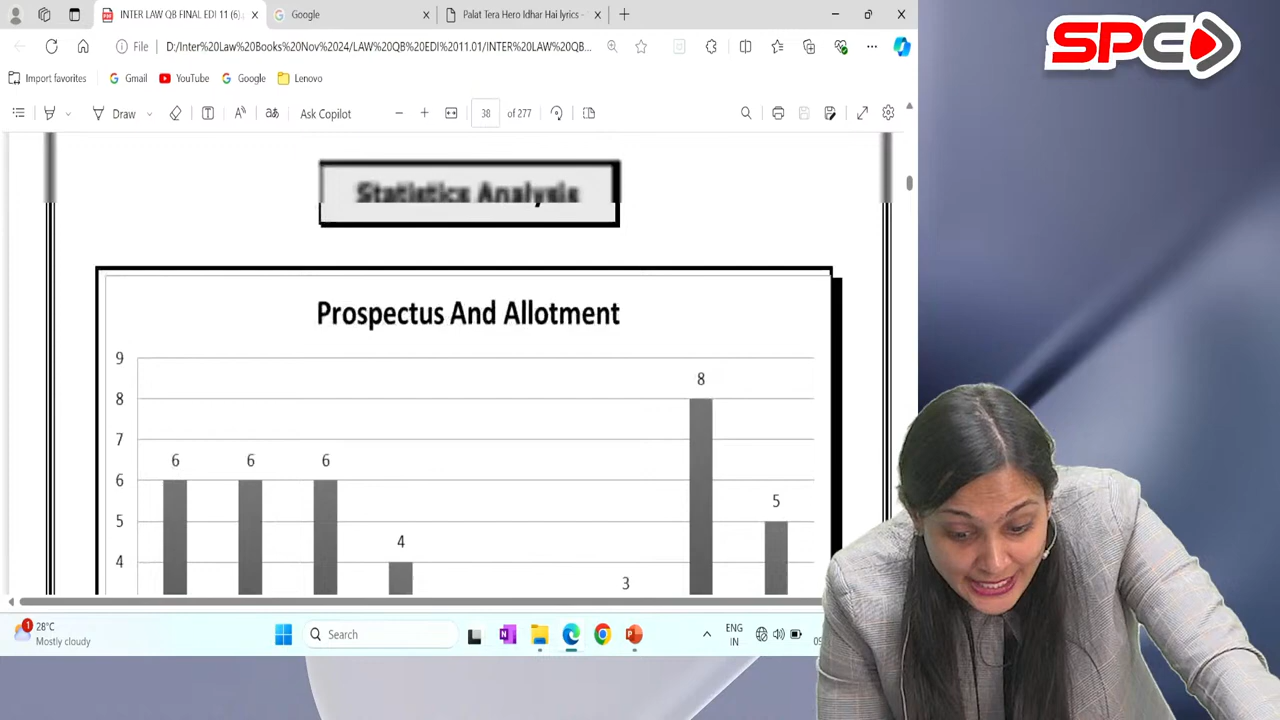 INTER LAW QB FINAL EDI 11 (6)
Google
Palat Tera Hero Idhar Hai lyrics -
SPC
File
D:/Inter%20Law%20Books%20Nov%202024/LAW%20QB%20EDI%2011/INTER%20LAW%20QB...
Import favorites
Gmail
YouTube
Google
Lenovo
Draw
Ask Copilot
38
of 277
Statistics Analysis
Prospectus And Allotment
9
8
7
6
5
4
6
6
6
4
3
8
5
1
28°C
Mostly cloudy
Search
ENG
IN